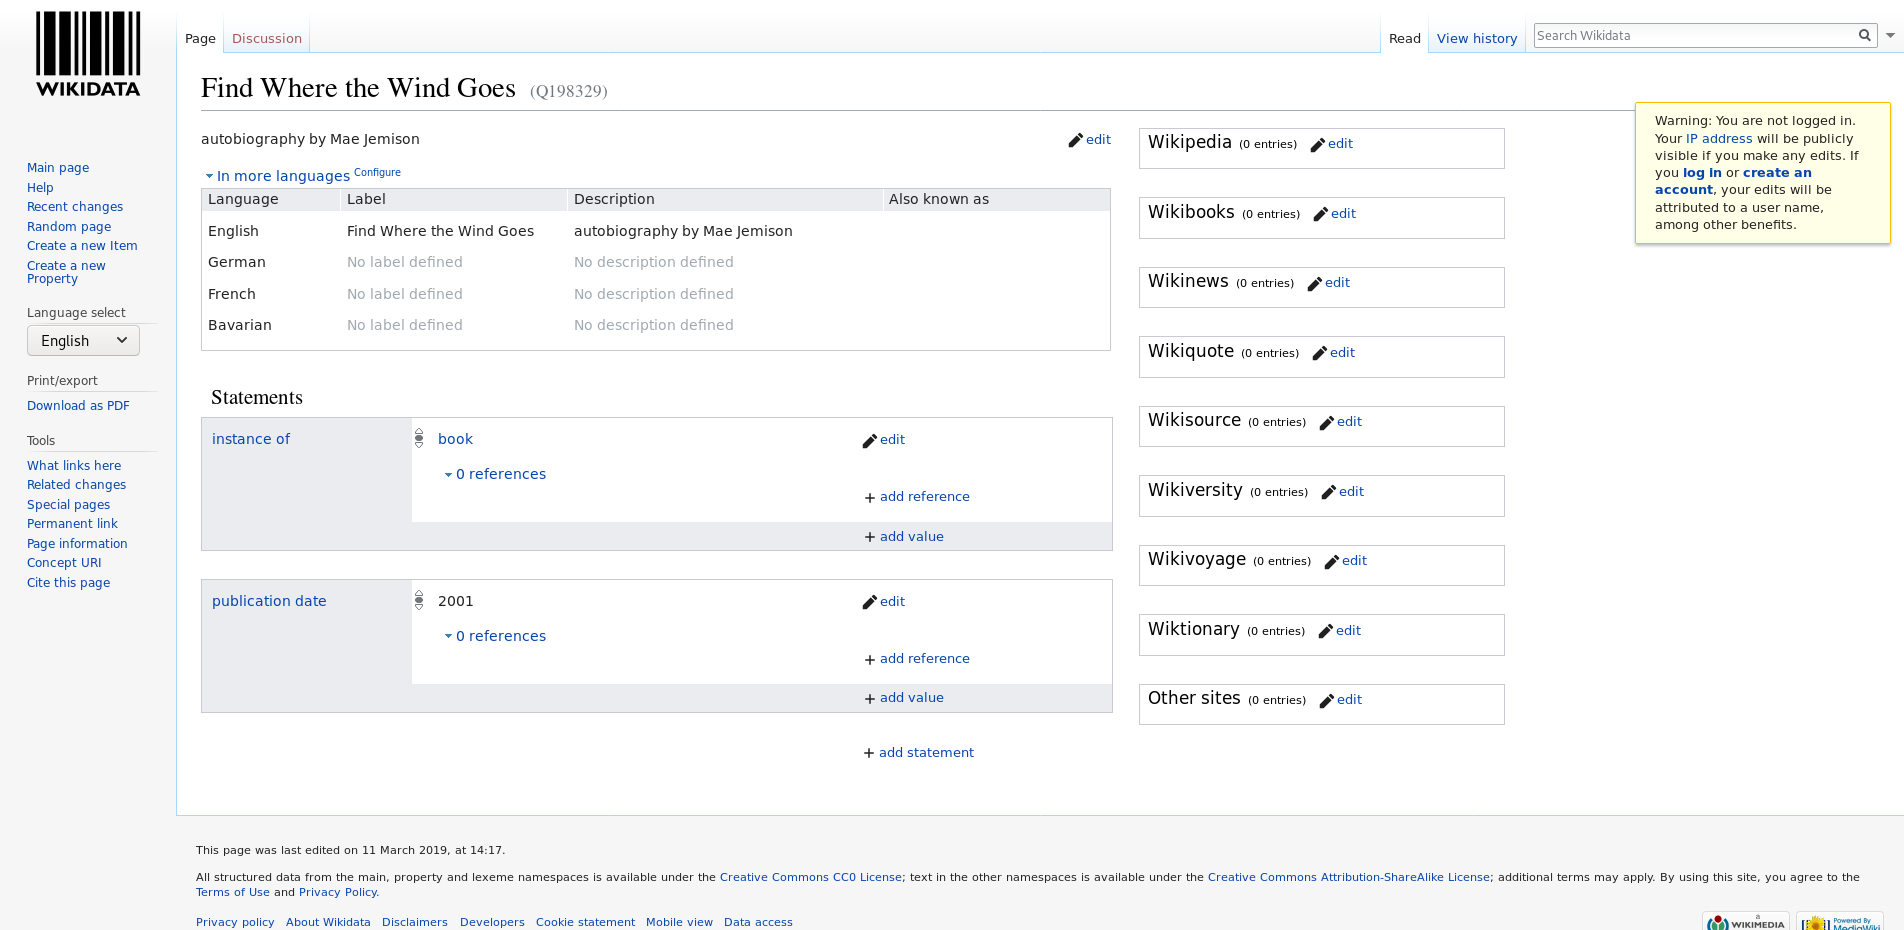 WIKIDATA
Page
Discussion
Read
View history
Search Wikidata
Find Where the Wind Goes (Q198329)
Main page
Help
Recent changes
Random page
Create a new Item
Create a new
Property
Language select
English
Print/export
Download as PDF
Tools
What links here
Related changes
Special pages
Permanent link
Page information
Concept URI
Cite this page
autobiography by Mae Jemison
edit
In more languages Configure
Language Label Description Also known as
English Find Where the Wind Goes autobiography by Mae Jemison
German No label defined No description defined
French No label defined No description defined
Bavarian No label defined No description defined
Statements
instance of
book
edit
0 references
+ add reference
+ add value
publication date
2001
edit
0 references
+ add reference
+ add value
+ add statement
Wikipedia (0 entries) edit
Wikibooks (0 entries) edit
Wikinews (0 entries) edit
Wikiquote (0 entries) edit
Wikisource (0 entries) edit
Wikiversity (0 entries) edit
Wikivoyage (0 entries) edit
Wiktionary (0 entries) edit
Other sites (0 entries) edit
Warning: You are not logged in.
Your IP address will be publicly
visible if you make any edits. If
you log in or create an
account, your edits will be
attributed to a user name,
among other benefits.
This page was last edited on 11 March 2019, at 14:17.
All structured data from the main, property and lexeme namespaces is available under the Creative Commons CC0 License; text in the other namespaces is available under the Creative Commons Attribution-ShareAlike License; additional terms may apply. By using this site, you agree to the
Terms of Use and Privacy Policy.
Privacy policy About Wikidata Disclaimers Developers Cookie statement Mobile view Data access
a
WIKIMEDIA
Powered By
MediaWiki